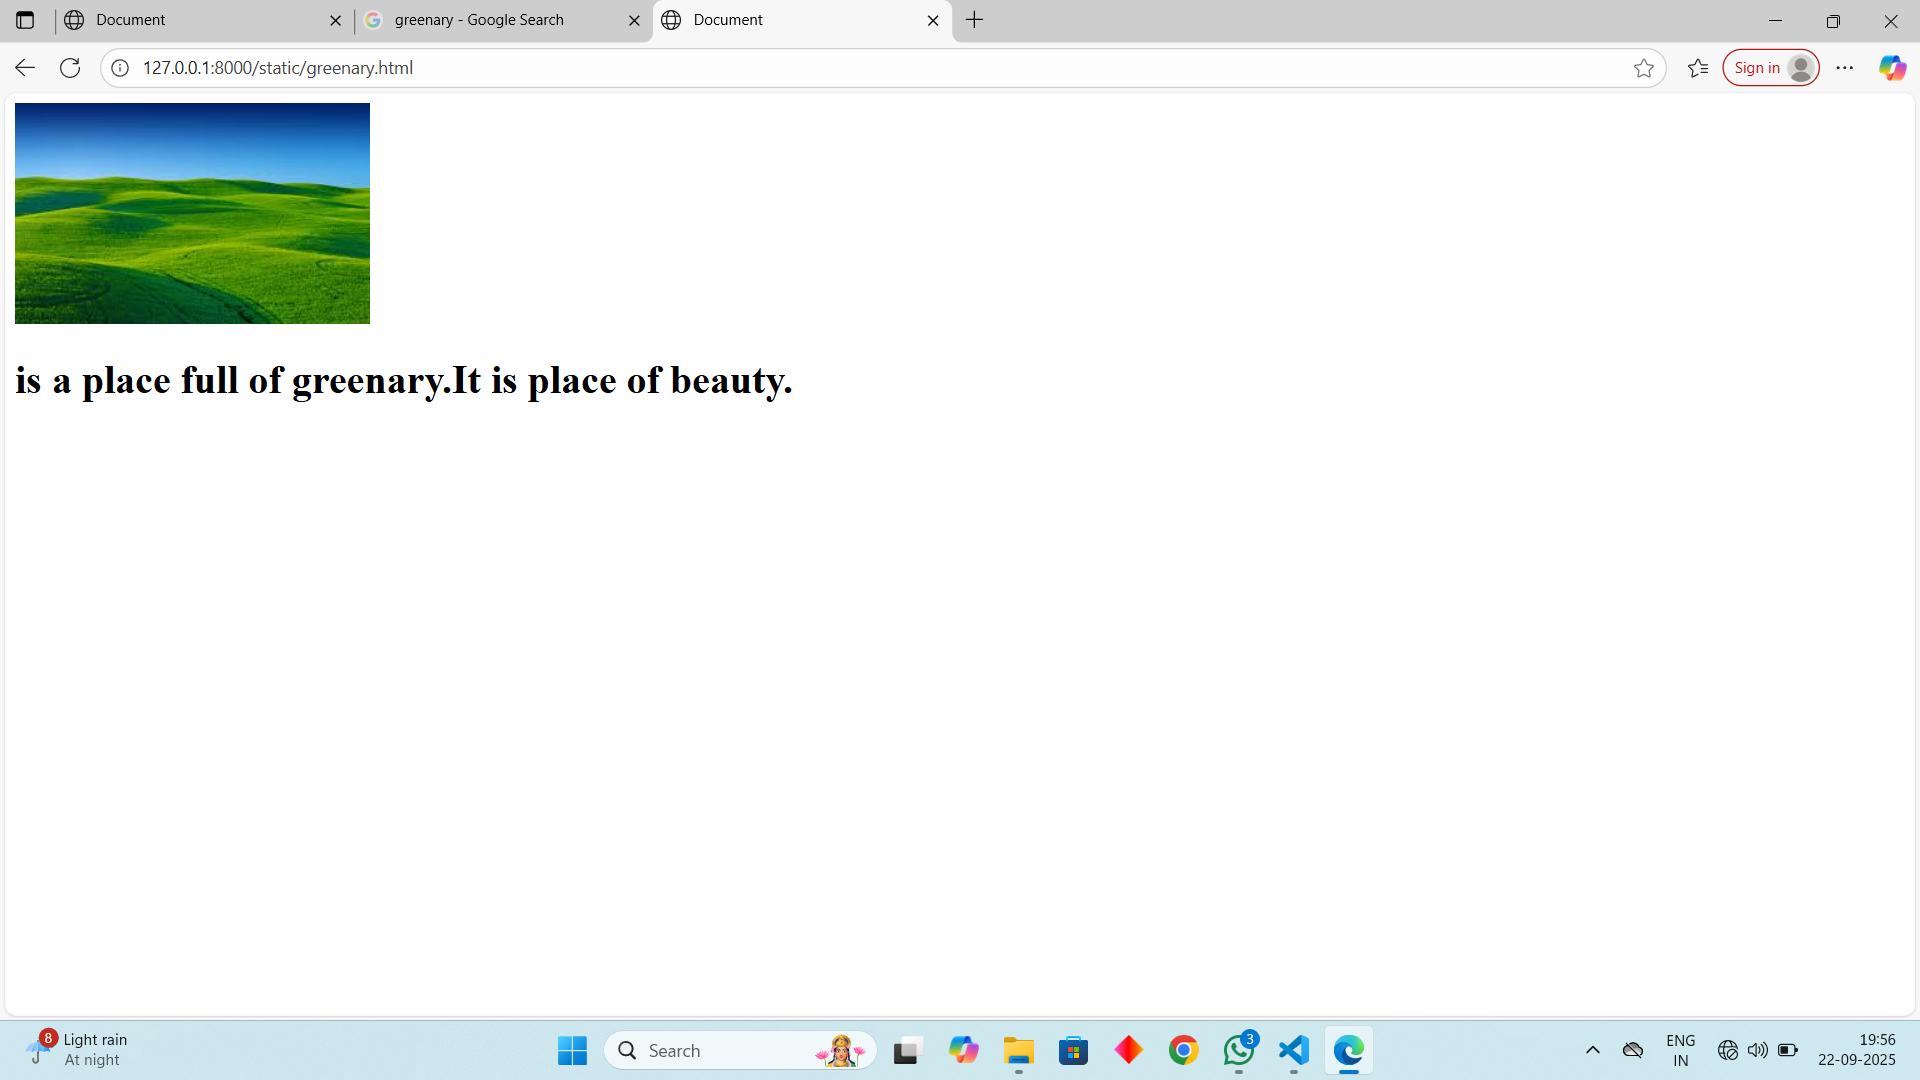 Document
greenary - Google Search
Document
127.0.0.1:8000/static/greenary.html
Sign in
is a place full of greenary.It is place of beauty.
8
Light rain
At night
Search
3
ENG
IN
19:56
22-09-2025